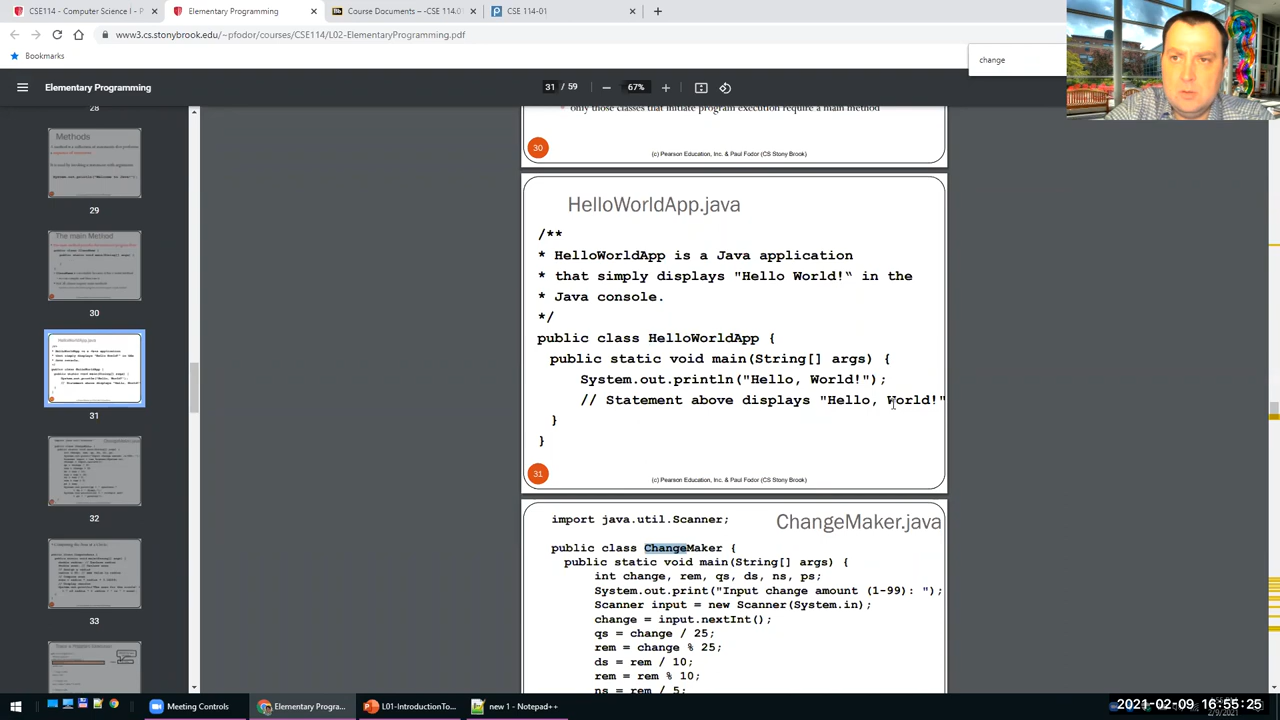 CSE114 - Computer Science I - P
Elementary Programming
Course Documents – -CSE 114.0
CSE 114-01
www3.cs.stonybrook.edu/~pfodor/courses/CSE114/L02-ElementaryProgramming.pdf
Bookmarks
change
Elementary Programming
31 / 59
67%
28
Methods
29
The main Method
30
31
ChangeMaker.java
32
33
only those classes that initiate program execution require a main method
30
(c) Pearson Education, Inc. & Paul Fodor (CS Stony Brook)
HelloWorldApp.java
/**
* HelloWorldApp is a Java application
* that simply displays "Hello World!“ in the
* Java console.
*/
public class HelloWorldApp {
public static void main(String[] args) {
System.out.println("Hello, World!");
// Statement above displays "Hello, World!"
}
}
31
(c) Pearson Education, Inc. & Paul Fodor (CS Stony Brook)
import java.util.Scanner;
ChangeMaker.java
public class ChangeMaker {
public static void main(String[] args) {
int change, rem, qs, ds, ns, ps;
System.out.print("Input change amount (1-99): ");
Scanner input = new Scanner(System.in);
change = input.nextInt();
qs = change / 25;
rem = change % 25;
ds = rem / 10;
rem = rem % 10;
ns = rem / 5;
Meeting Controls
Elementary Program...
L01-IntroductionTo...
new 1 - Notepad++
2021-02-09 16:55:25